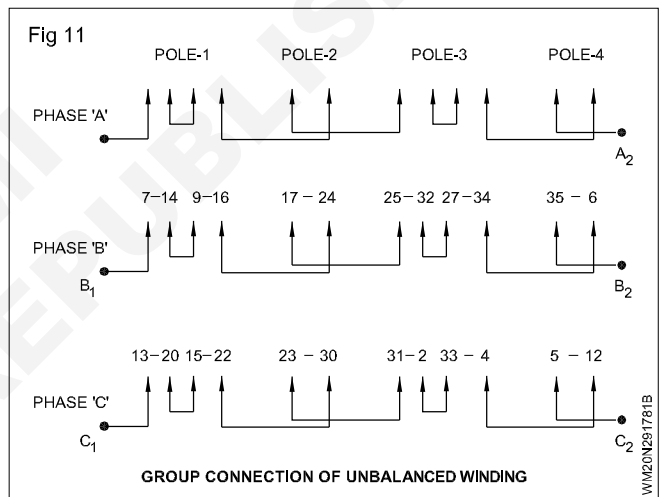 Fig 11
POLE-1 POLE-2 POLE-3 POLE-4
PHASE 'A'
A2
7–14 9–16 17 – 24 25–32 27–34 35 - 6
PHASE 'B'
B1 B2
13–20 15–22 23 – 30 31-2 33 - 4 5 - 12
PHASE 'C'
C1 C2
GROUP CONNECTION OF UNBALANCED WINDING
WM20N291781B
REPUBLISH